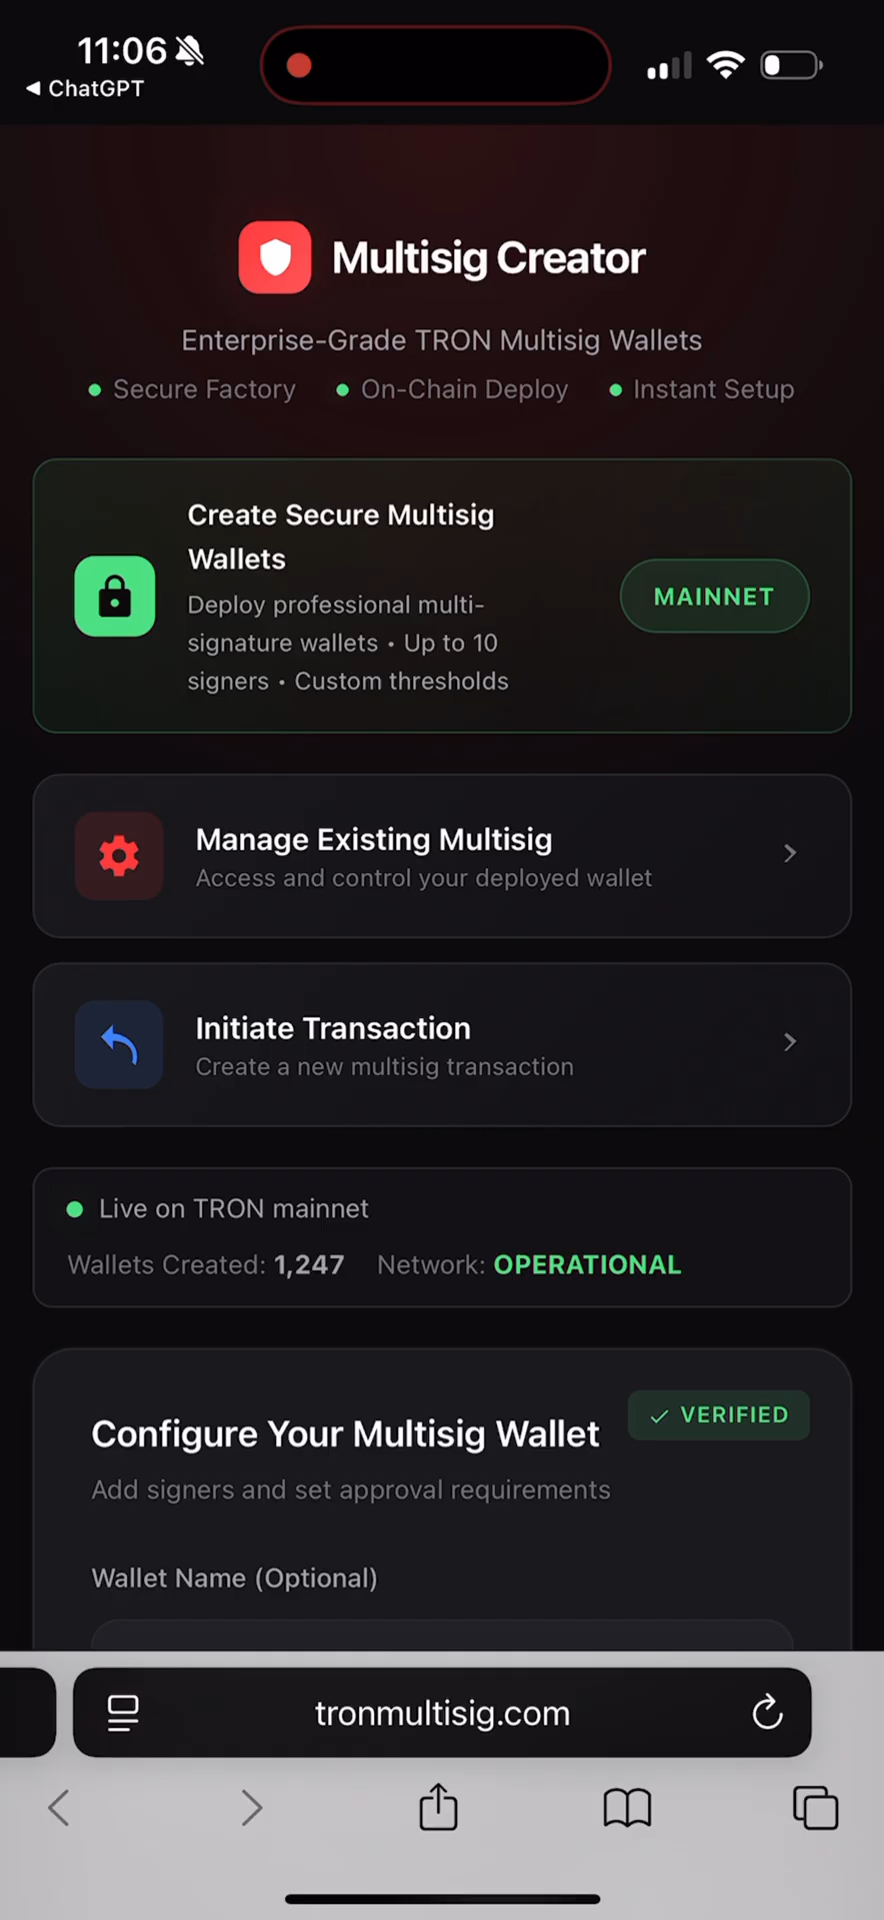 11:06
ChatGPT
Multisig Creator
Enterprise-Grade TRON Multisig Wallets
Secure Factory On-Chain Deploy Instant Setup
Create Secure Multisig
Wallets
Deploy professional multi-
signature wallets • Up to 10
signers • Custom thresholds
MAINNET
Manage Existing Multisig
Access and control your deployed wallet
Initiate Transaction
Create a new multisig transaction
Live on TRON mainnet
Wallets Created: 1,247 Network: OPERATIONAL
Configure Your Multisig Wallet
✓ VERIFIED
Add signers and set approval requirements
Wallet Name (Optional)
tronmultisig.com